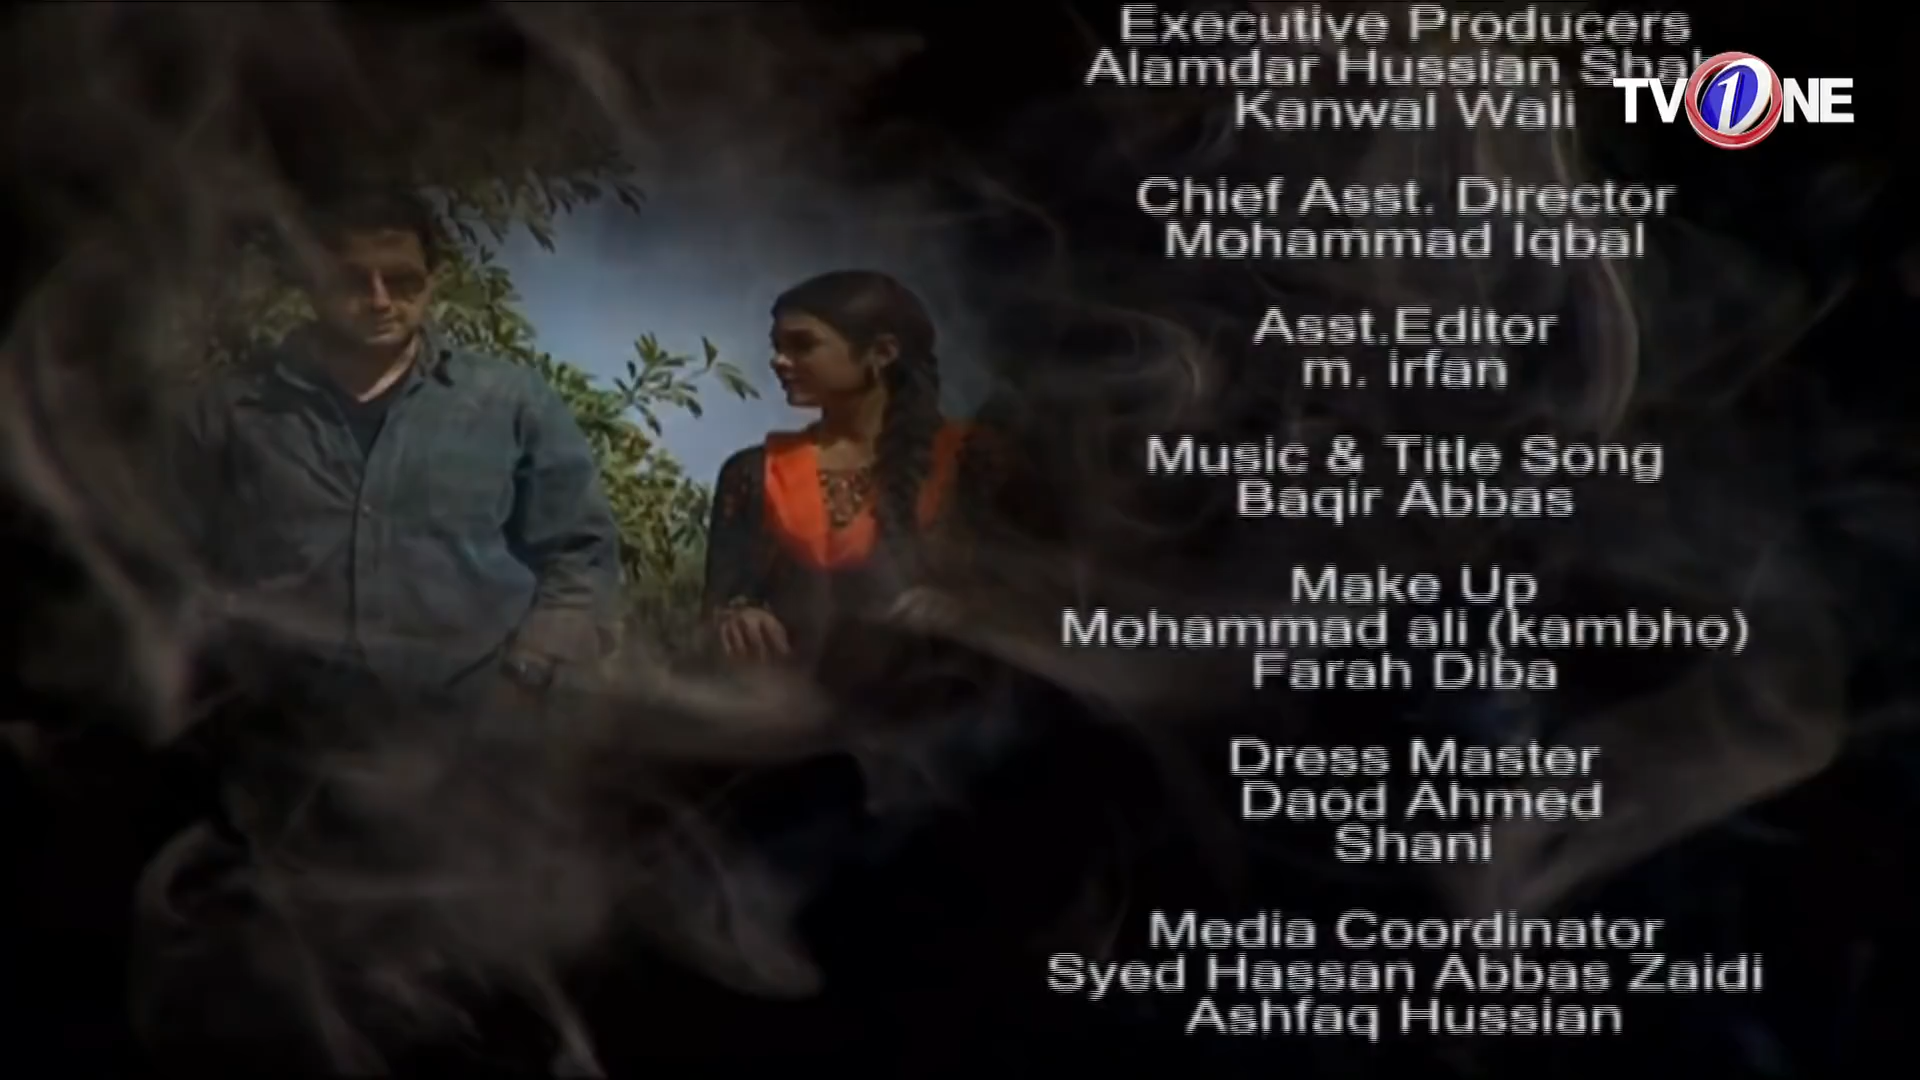 Executive Producers
Alamdar Hussian Shah
Kanwal Wali
TV1NE
Chief Asst. Director
Mohammad Iqbal
Asst.Editor
m. irfan
Music & Title Song
Baqir Abbas
Make Up
Mohammad ali (kambho)
Farah Diba
Dress Master
Daod Ahmed
Shani
Media Coordinator
Syed Hassan Abbas Zaidi
Ashfaq Hussian